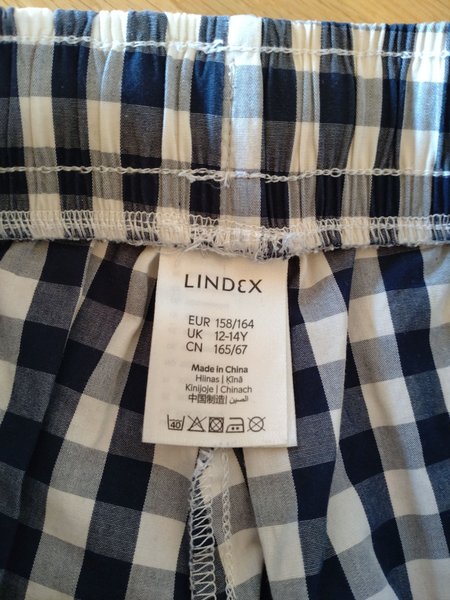 LINDEX
EUR 158/164
UK 12-14Y
CN 165/67
Made in China
Hiinas | Ķīnā
Kinijoje | Chinach
中国制造 | الصين
40